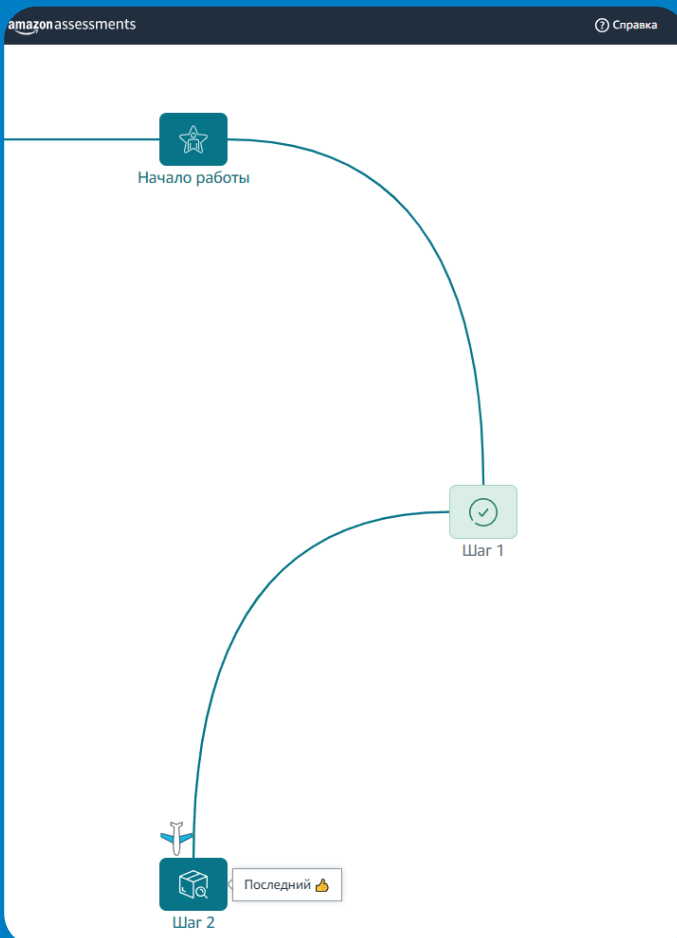 amazon assessments
Справка
Начало работы
Шаг 1
Последний 👍
Шаг 2